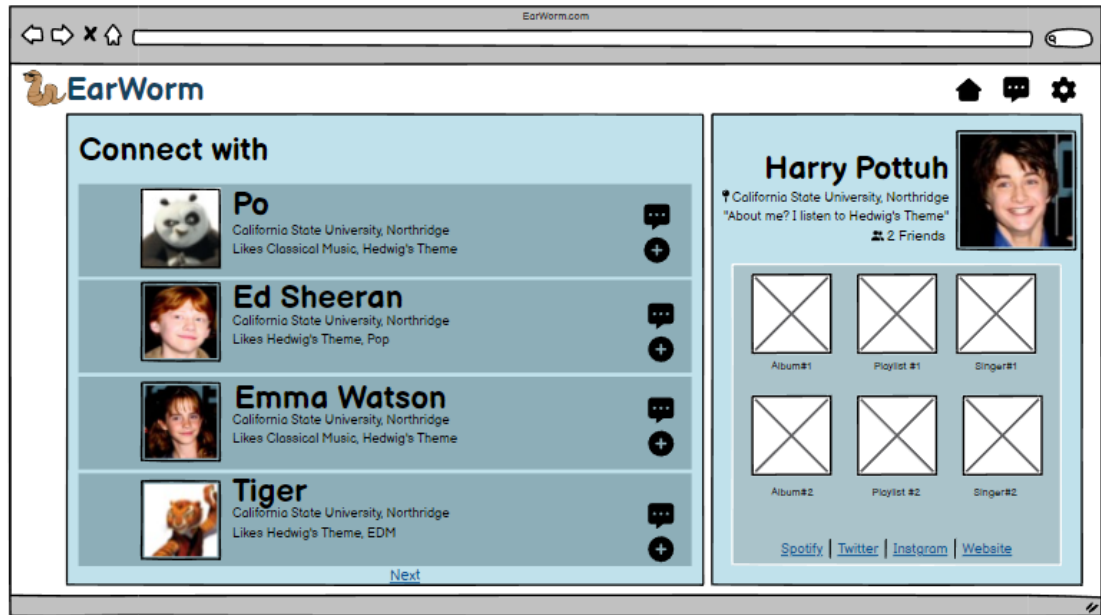 EarWorm.com
EarWorm
Connect with
Po
California State University, Northridge
Likes Classical Music, Hedwig's Theme
Ed Sheeran
California State University, Northridge
Likes Hedwig's Theme, Pop
Emma Watson
California State University, Northridge
Likes Classical Music, Hedwig's Theme
Tiger
California State University, Northridge
Likes Hedwig's Theme, EDM
Next
Harry Pottuh
California State University, Northridge
"About me? I listen to Hedwig's Theme"
2 Friends
Album#1 Playlist #1 Singer#1
Album#2 Playlist #2 Singer#2
Spotify | Twitter | Instgram | Website